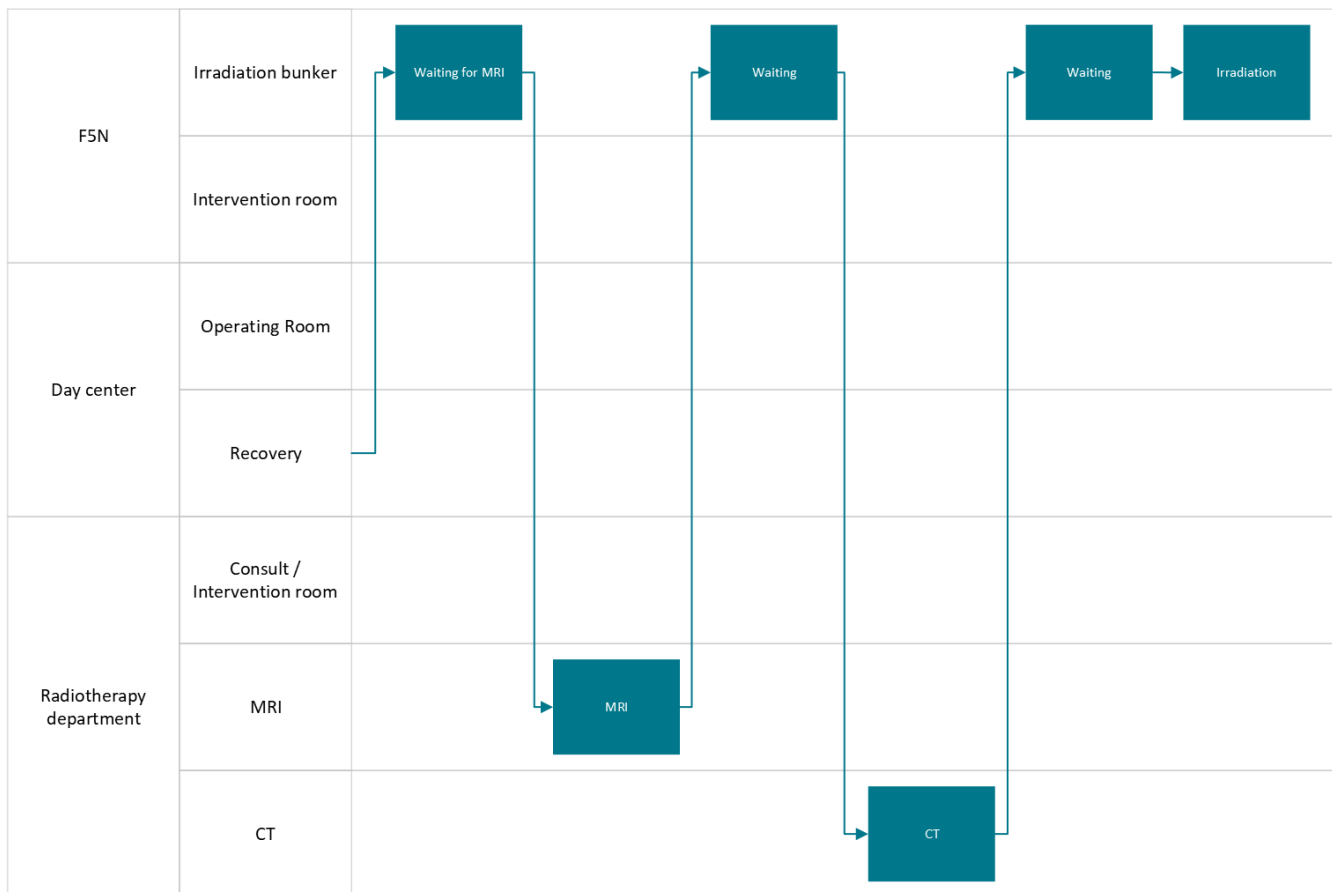 F5N
Irradiation bunker
Waiting for MRI
Waiting
Waiting
Irradiation
Intervention room
Day center
Operating Room
Recovery
Radiotherapy
department
Consult /
Intervention room
MRI
MRI
CT
CT